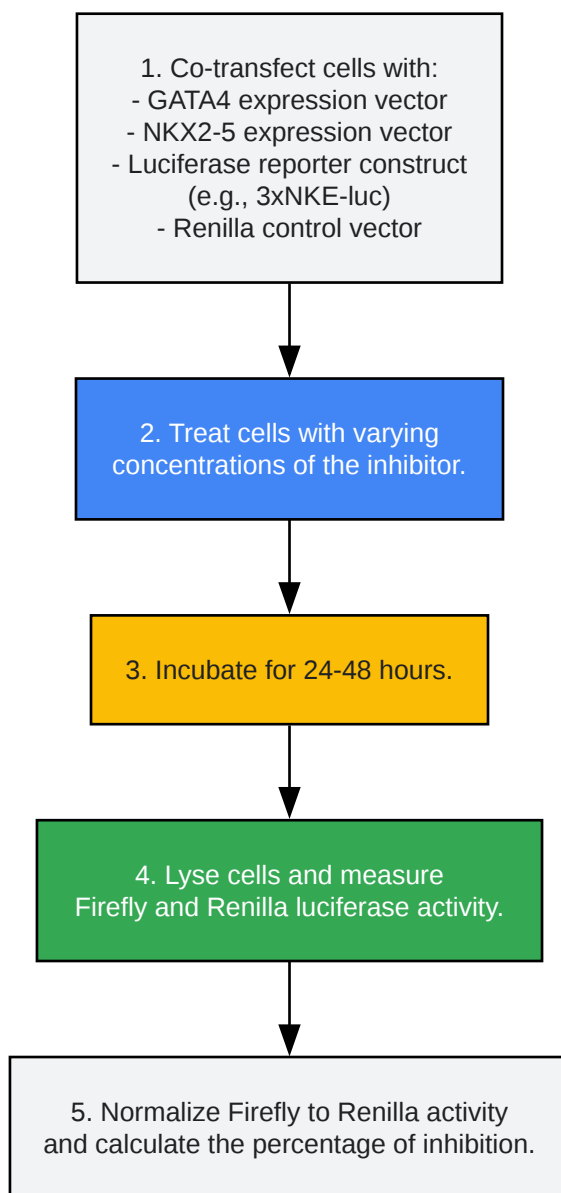 1. Co-transfect cells with:
- GATA4 expression vector
- NKX2-5 expression vector
- Luciferase reporter construct
(e.g., 3xNKE-luc)
- Renilla control vector
2. Treat cells with varying
concentrations of the inhibitor.
3. Incubate for 24-48 hours.
4. Lyse cells and measure
Firefly and Renilla luciferase activity.
5. Normalize Firefly to Renilla activity
and calculate the percentage of inhibition.